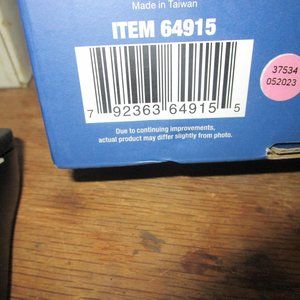 Made in Taiwan
ITEM 64915
7 92363 64915 5
37534
052023
Due to continuing improvements,
actual product may differ slightly from photo.